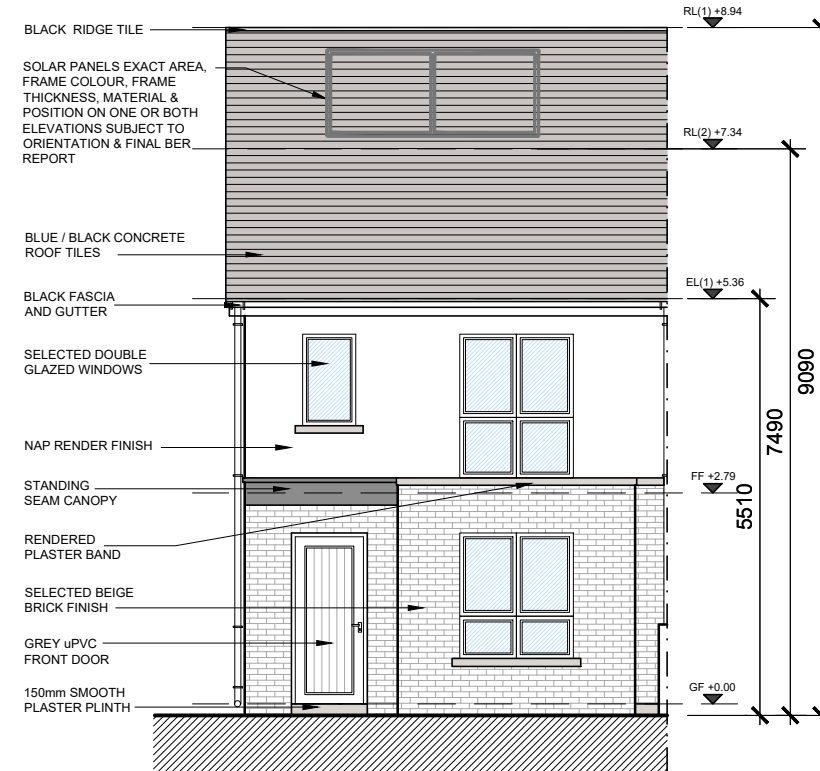 BLACK RIDGE TILE
SOLAR PANELS EXACT AREA,
FRAME COLOUR, FRAME
THICKNESS, MATERIAL &
POSITION ON ONE OR BOTH
ELEVATIONS SUBJECT TO
ORIENTATION & FINAL BER
REPORT
BLUE / BLACK CONCRETE
ROOF TILES
BLACK FASCIA
AND GUTTER
SELECTED DOUBLE
GLAZED WINDOWS
NAP RENDER FINISH
STANDING
SEAM CANOPY
RENDERED
PLASTER BAND
SELECTED BEIGE
BRICK FINISH
GREY uPVC
FRONT DOOR
150mm SMOOTH
PLASTER PLINTH
RL(1) +8.94
RL(2) +7.34
EL(1) +5.36
FF +2.79
GF +0.00
5510
7490
9090